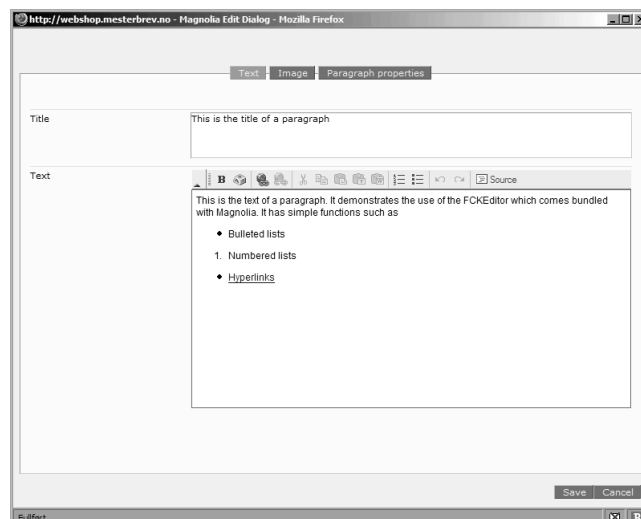 http://webshop.mesterbrev.no - Magnolia Edit Dialog - Mozilla Firefox
Text Image Paragraph properties
Title
This is the title of a paragraph
Text
B Source
This is the text of a paragraph. It demonstrates the use of the FCKEditor which comes bundled
with Magnolia. It has simple functions such as
• Bulleted lists
1. Numbered lists
• Hyperlinks
Save Cancel
Fullført